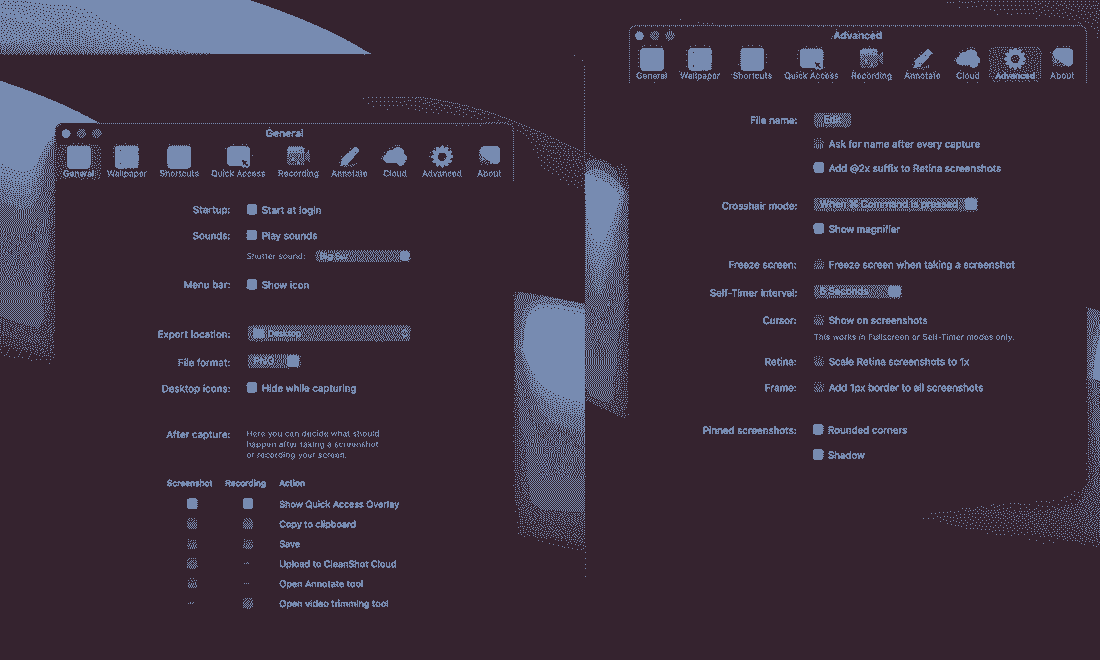 General
General
Wallpaper
Shortcuts
Quick Access
Recording
Annotate
Cloud
Advanced
About
Startup:
Start at login
Sounds:
Play sounds
Shutter sound:
Big Sur
Menu bar:
Show icon
Export location:
Desktop
File format:
PNG
Desktop icons:
Hide while capturing
After capture:
Here you can decide what should
happen after taking a screenshot
or recording your screen.
Screenshot Recording Action
Show Quick Access Overlay
Copy to clipboard
Save
Upload to CleanShot Cloud
Open Annotate tool
Open video trimming tool
Advanced
General
Wallpaper
Shortcuts
Quick Access
Recording
Annotate
Cloud
Advanced
About
File name:
Edit
Ask for name after every capture
Add @2x suffix to Retina screenshots
Crosshair mode:
When ⌘ Command is pressed
Show magnifier
Freeze screen:
Freeze screen when taking a screenshot
Self-Timer interval:
5 Seconds
Cursor:
Show on screenshots
This works in Fullscreen or Self-Timer modes only.
Retina:
Scale Retina screenshots to 1x
Frame:
Add 1px border to all screenshots
Pinned screenshots:
Rounded corners
Shadow